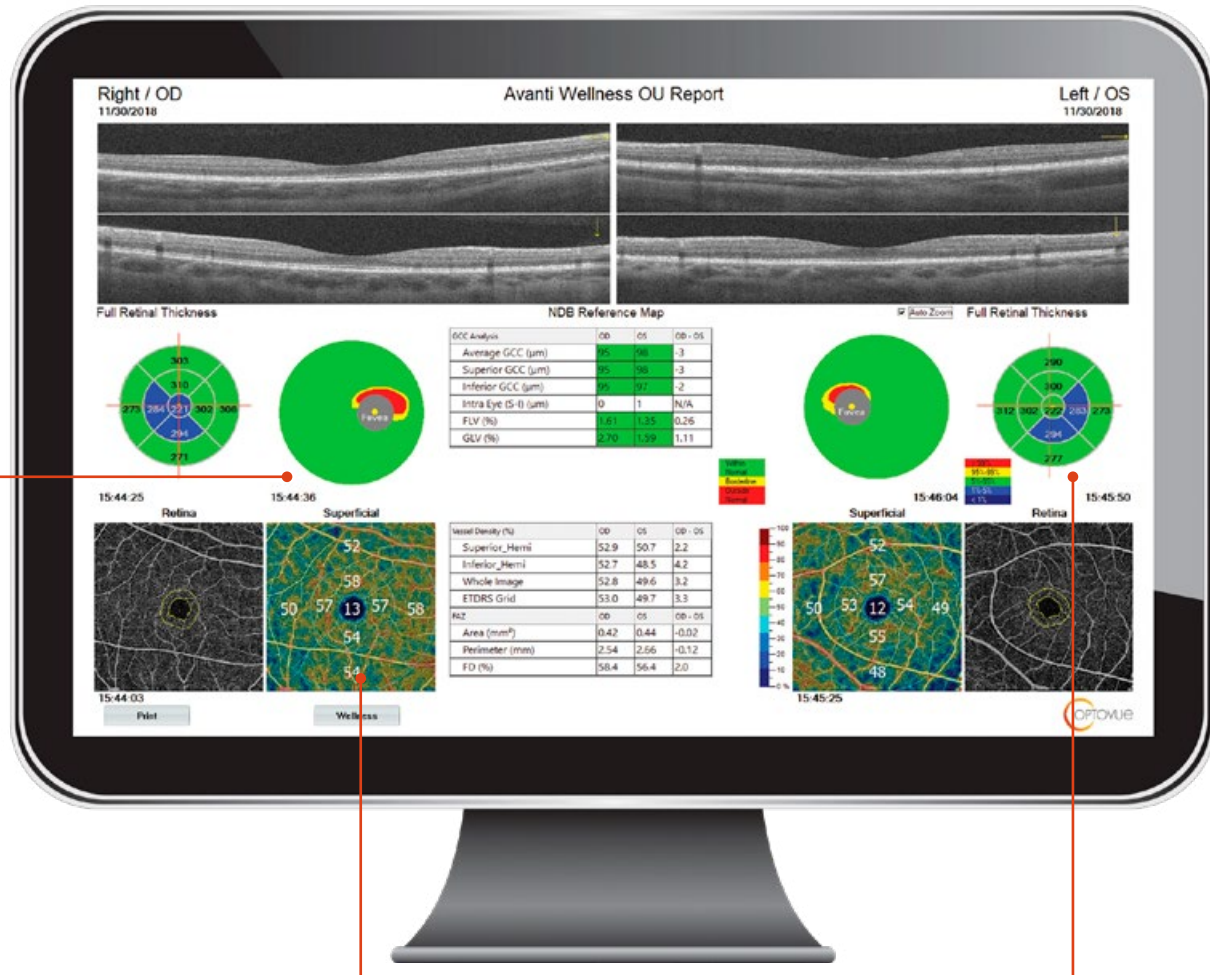 Right / OD
11/30/2018
Avanti Wellness OU Report
Left / OS
11/30/2018
Full Retinal Thickness
NDB Reference Map
Auto Zoom
Full Retinal Thickness
303
310
273 284 221 302 306
294
271
Fovea
GCC Analysis OD OS OD - OS
Average GCC (µm) 95 98 -3
Superior GCC (µm) 95 98 -3
Inferior GCC (µm) 95 97 -2
Intra Eye (S-I) (µm) 0 1 N/A
FLV (%) 1.61 1.35 0.26
GLV (%) 2.70 1.59 1.11
Fovea
290
300
312 302 222 283 273
294
277
Within
Normal
Borderline
Outside
Normal
5%-95%
1%-5%
< 1%
15:44:25
15:44:36
15:46:04
15:45:50
Retina
Superficial
Superficial
Retina
52
58
50 57 13 57 58
54
54
Vessel Density (%) OD OS OD - OS
Superior_Hemi 52.9 50.7 2.2
Inferior_Hemi 52.7 48.5 4.2
Whole Image 52.8 49.6 3.2
ETDRS Grid 53.0 49.7 3.3
FAZ OD OS OD - OS
Area (mm²) 0.42 0.44 -0.02
Perimeter (mm) 2.54 2.66 -0.12
FD (%) 58.4 56.4 2.0
100
90
80
70
60
50
40
30
20
10
0 %
52
57
50 53 12 54 49
55
48
15:44:03
15:45:25
Print
Wellness
OPTOVUE